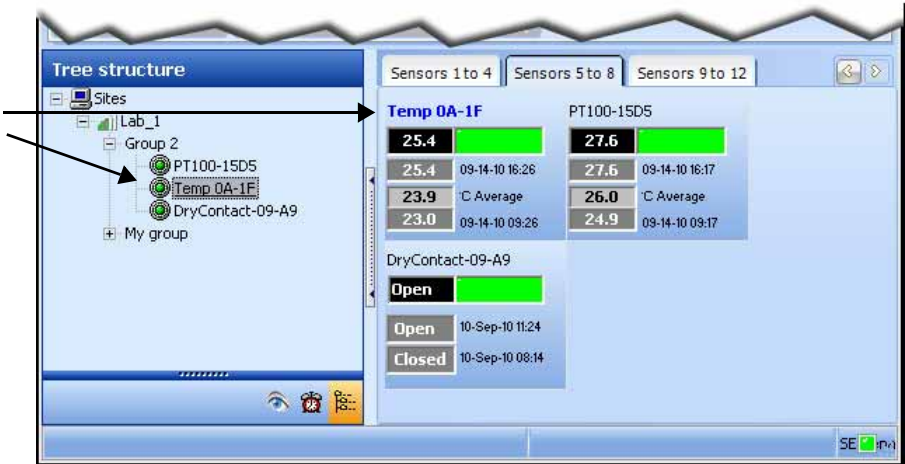 Tree structure
Sites
Lab_1
Group 2
PT100-15D5
Temp 0A-1F
DryContact-09-A9
My group
Sensors 1 to 4 Sensors 5 to 8 Sensors 9 to 12
Temp 0A-1F
25.4
25.4 09-14-10 16:26
23.9 °C Average
23.0 09-14-10 09:26
PT100-15D5
27.6
27.6 09-14-10 16:17
26.0 °C Average
24.9 09-14-10 09:17
DryContact-09-A9
Open
Open 10-Sep-10 11:24
Closed 10-Sep-10 08:14
SE